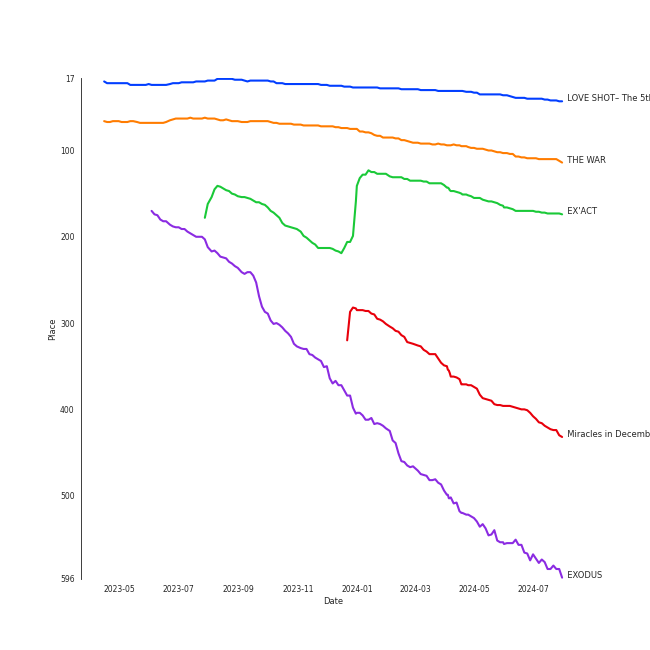 17
LOVE SHOT– The 5th
100
THE WAR
200
EX'ACT
300
Place
400
Miracles in Decemb
500
596
EXODUS
2023-05 2023-07 2023-09 2023-11 2024-01 2024-03 2024-05 2024-07
Date